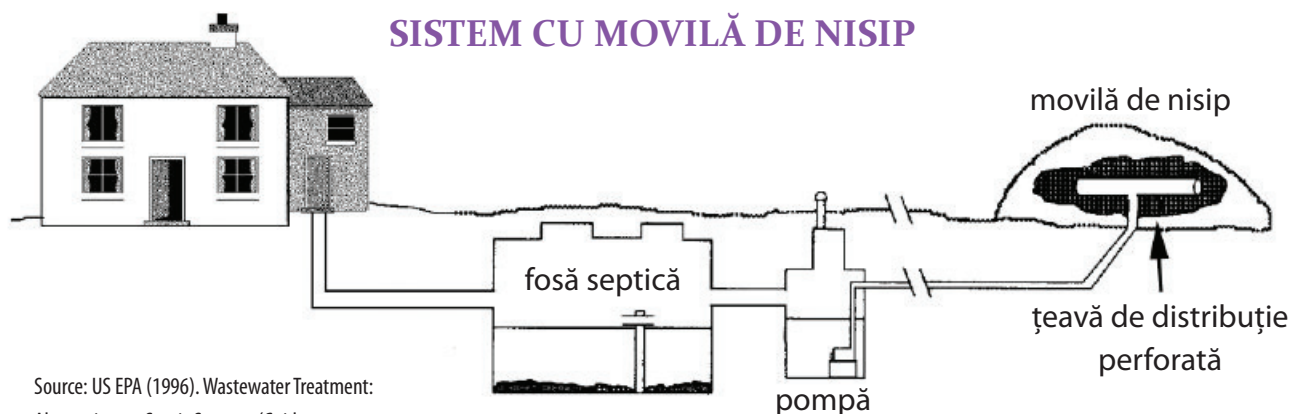 SISTEM CU MOVILĂ DE NISIP
movilă de nisip
fosă septică
țeavă de distribuție
perforată
pompă
Source: US EPA (1996). Wastewater Treatment: